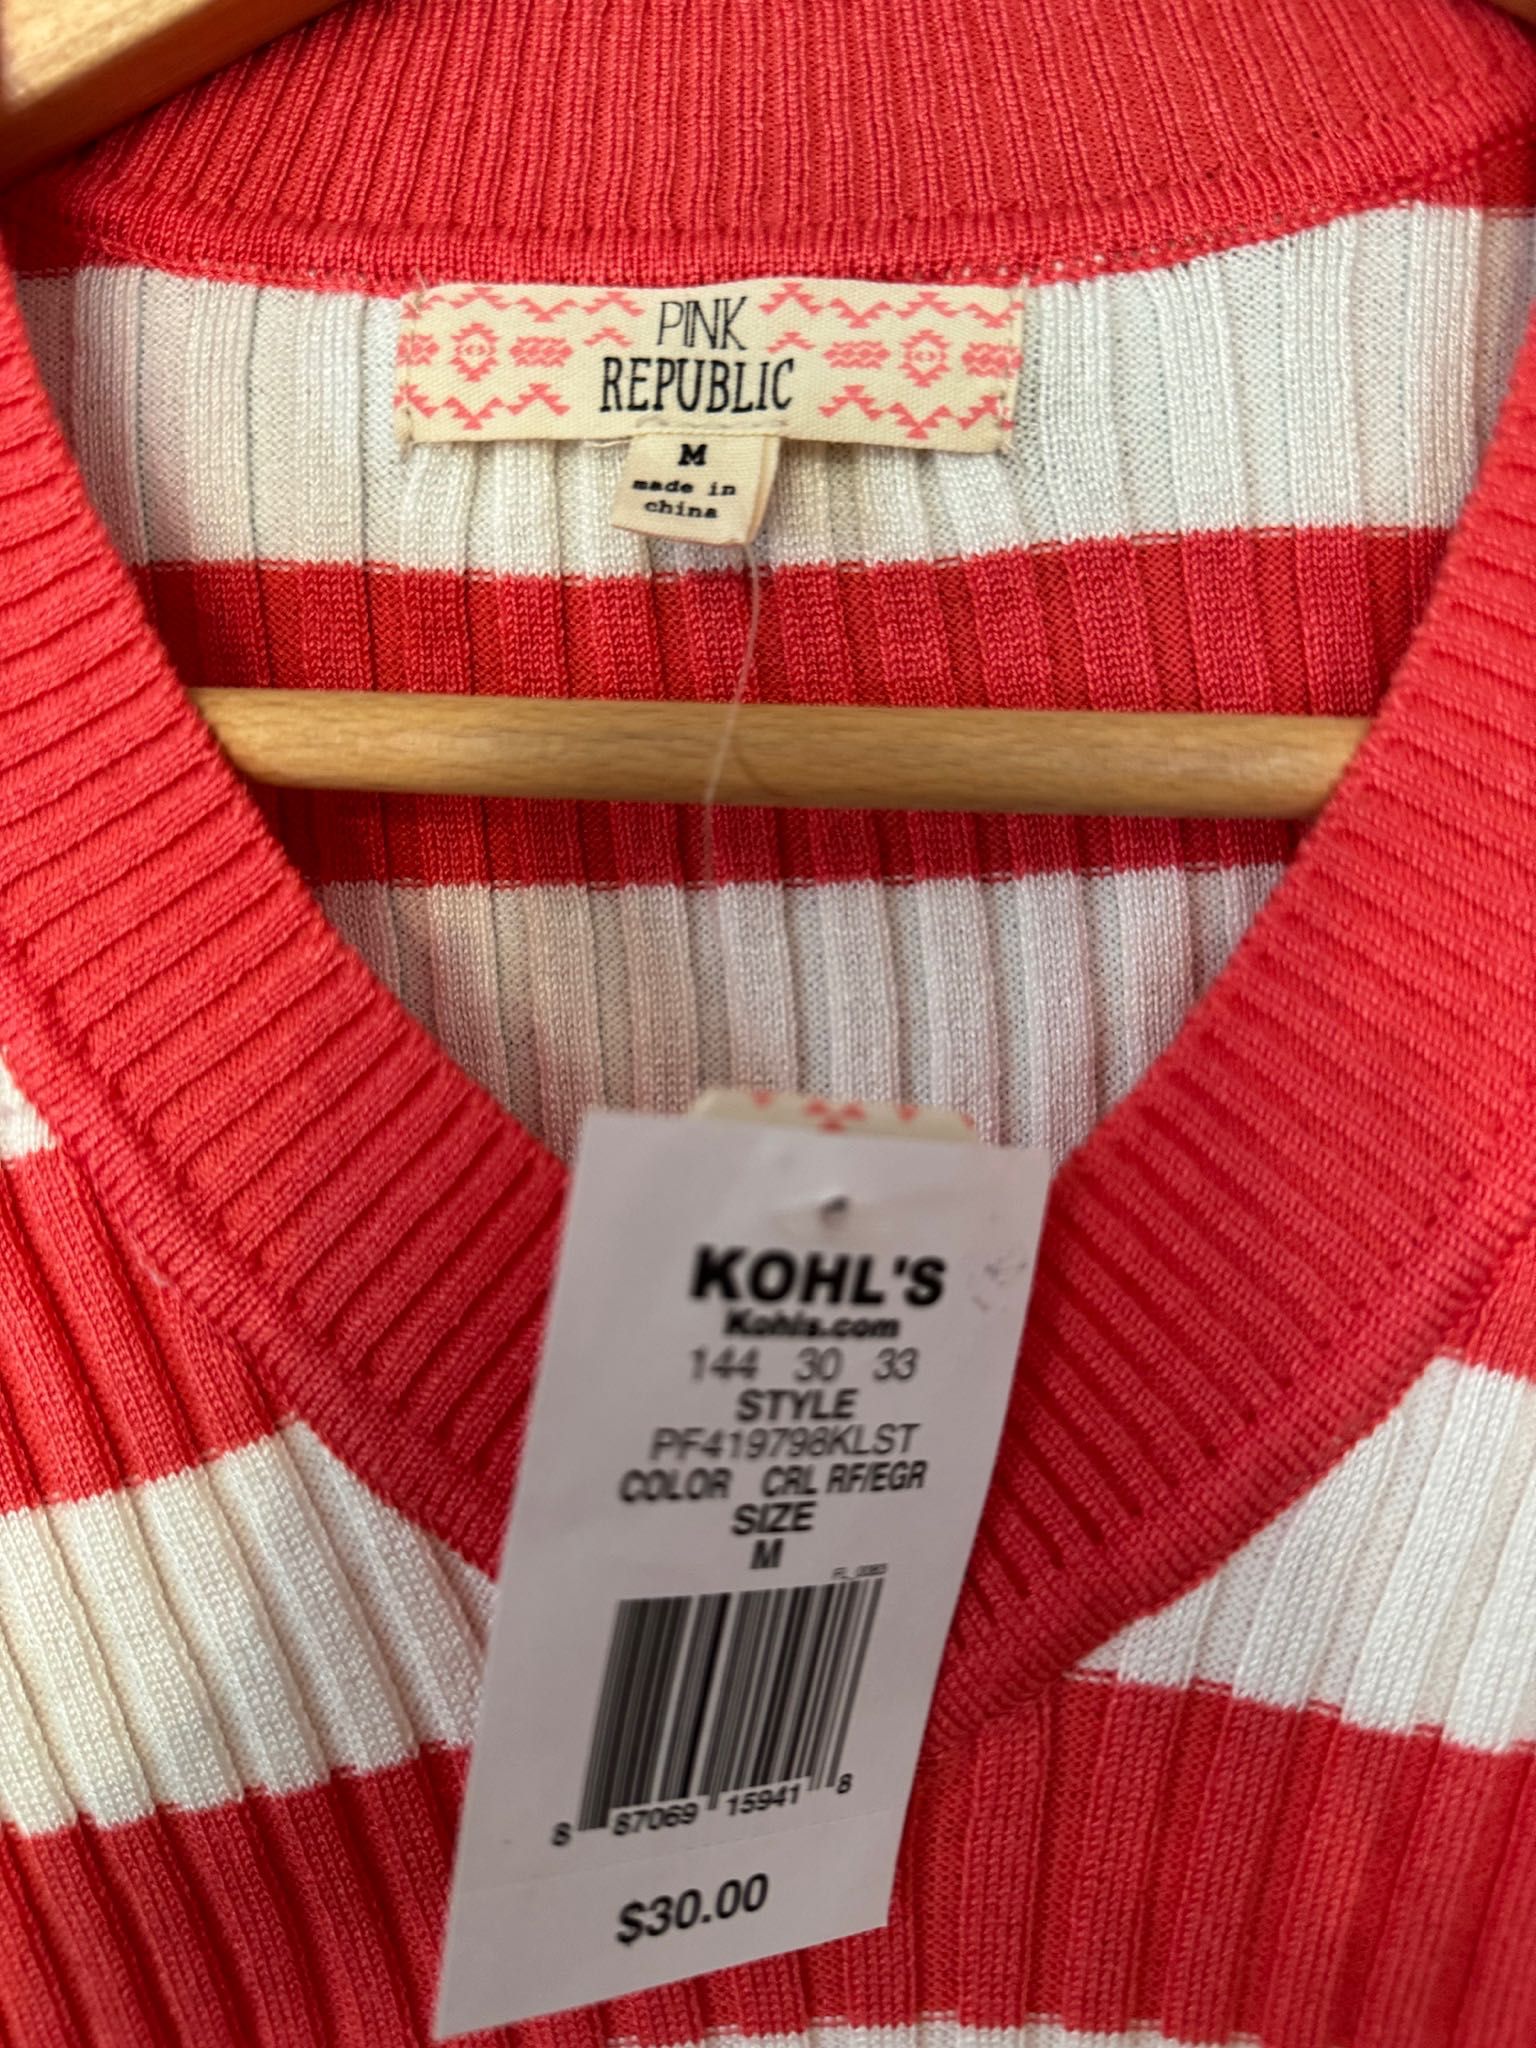 PINK
REPUBLIC
M
made in
china
KOHL'S
Kohls.com
144 30 33
STYLE
PF419798KLST
COLOR CRL RF/EGR
SIZE
M
8 87069 15941 8
$30.00